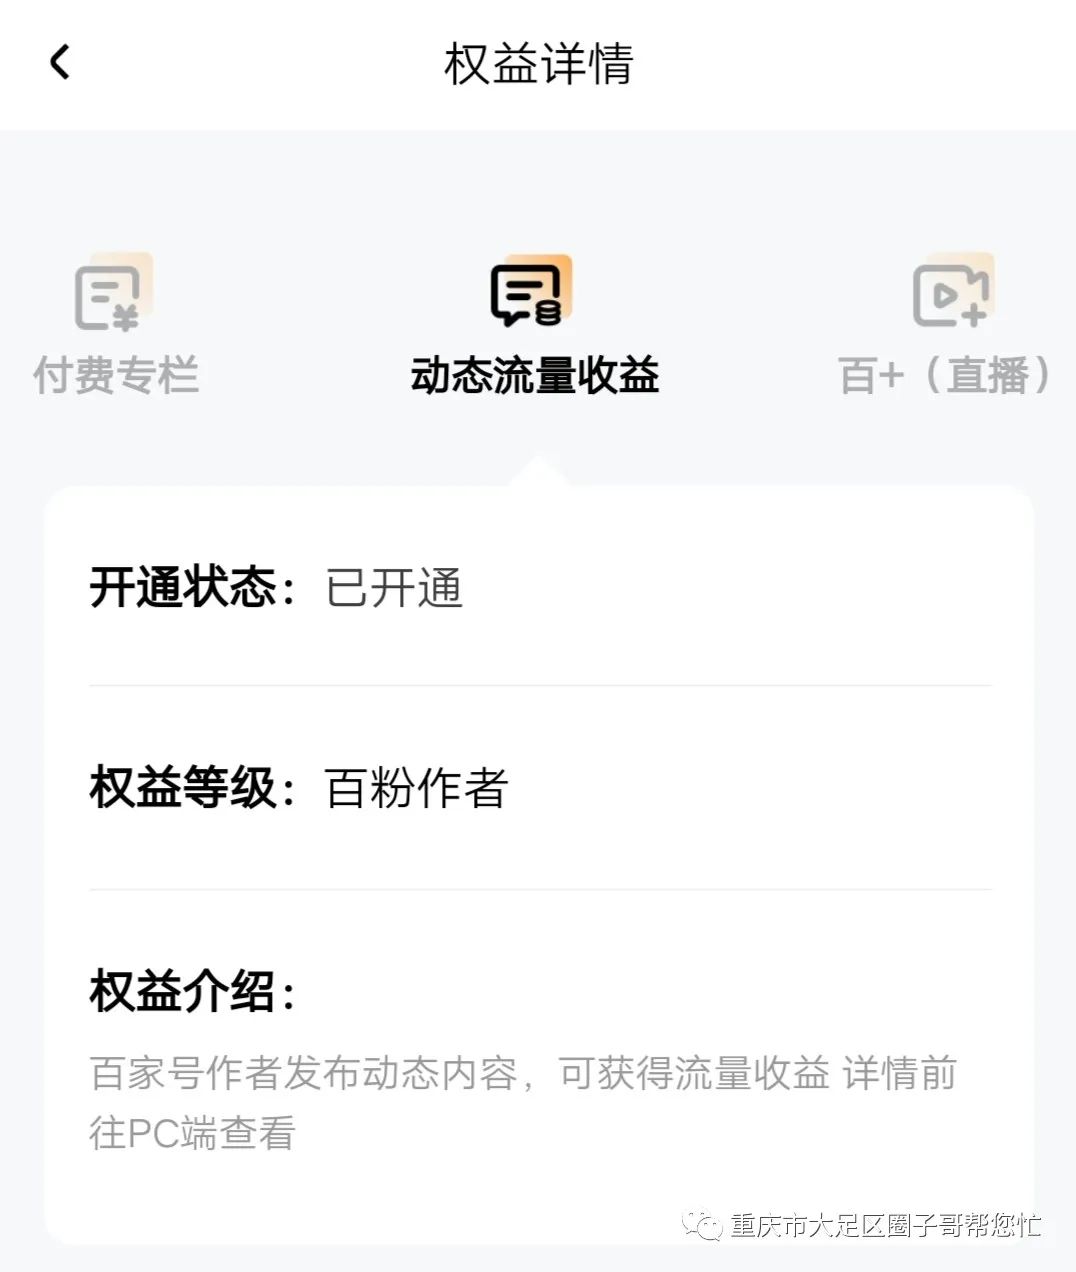 权益详情
付费专栏
动态流量收益
百+（直播）
开通状态：已开通
权益等级：百粉作者
权益介绍：
百家号作者发布动态内容，可获得流量收益 详情前
往PC端查看
重庆市大足区圈子哥帮您忙